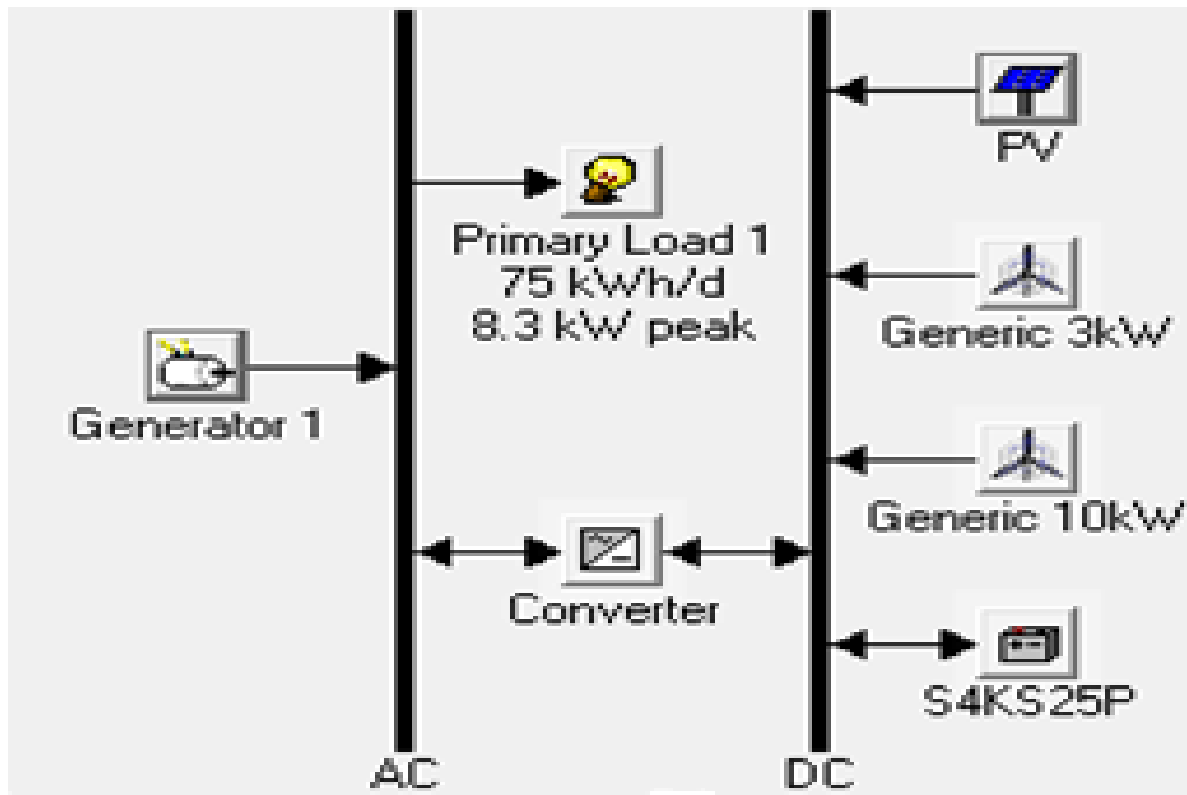 PV
Primary Load 1
75 kWh/d
8.3 kW peak
Generic 3kW
Generator 1
Generic 10kW
Converter
S4KS25P
AC
DC